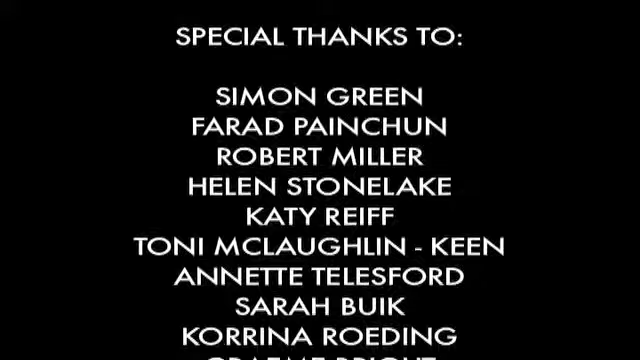 SPECIAL THANKS TO:
SIMON GREEN
FARAD PAINCHUN
ROBERT MILLER
HELEN STONELAKE
KATY REIFF
TONI MCLAUGHLIN - KEEN
ANNETTE TELESFORD
SARAH BUIK
KORRINA ROEDING